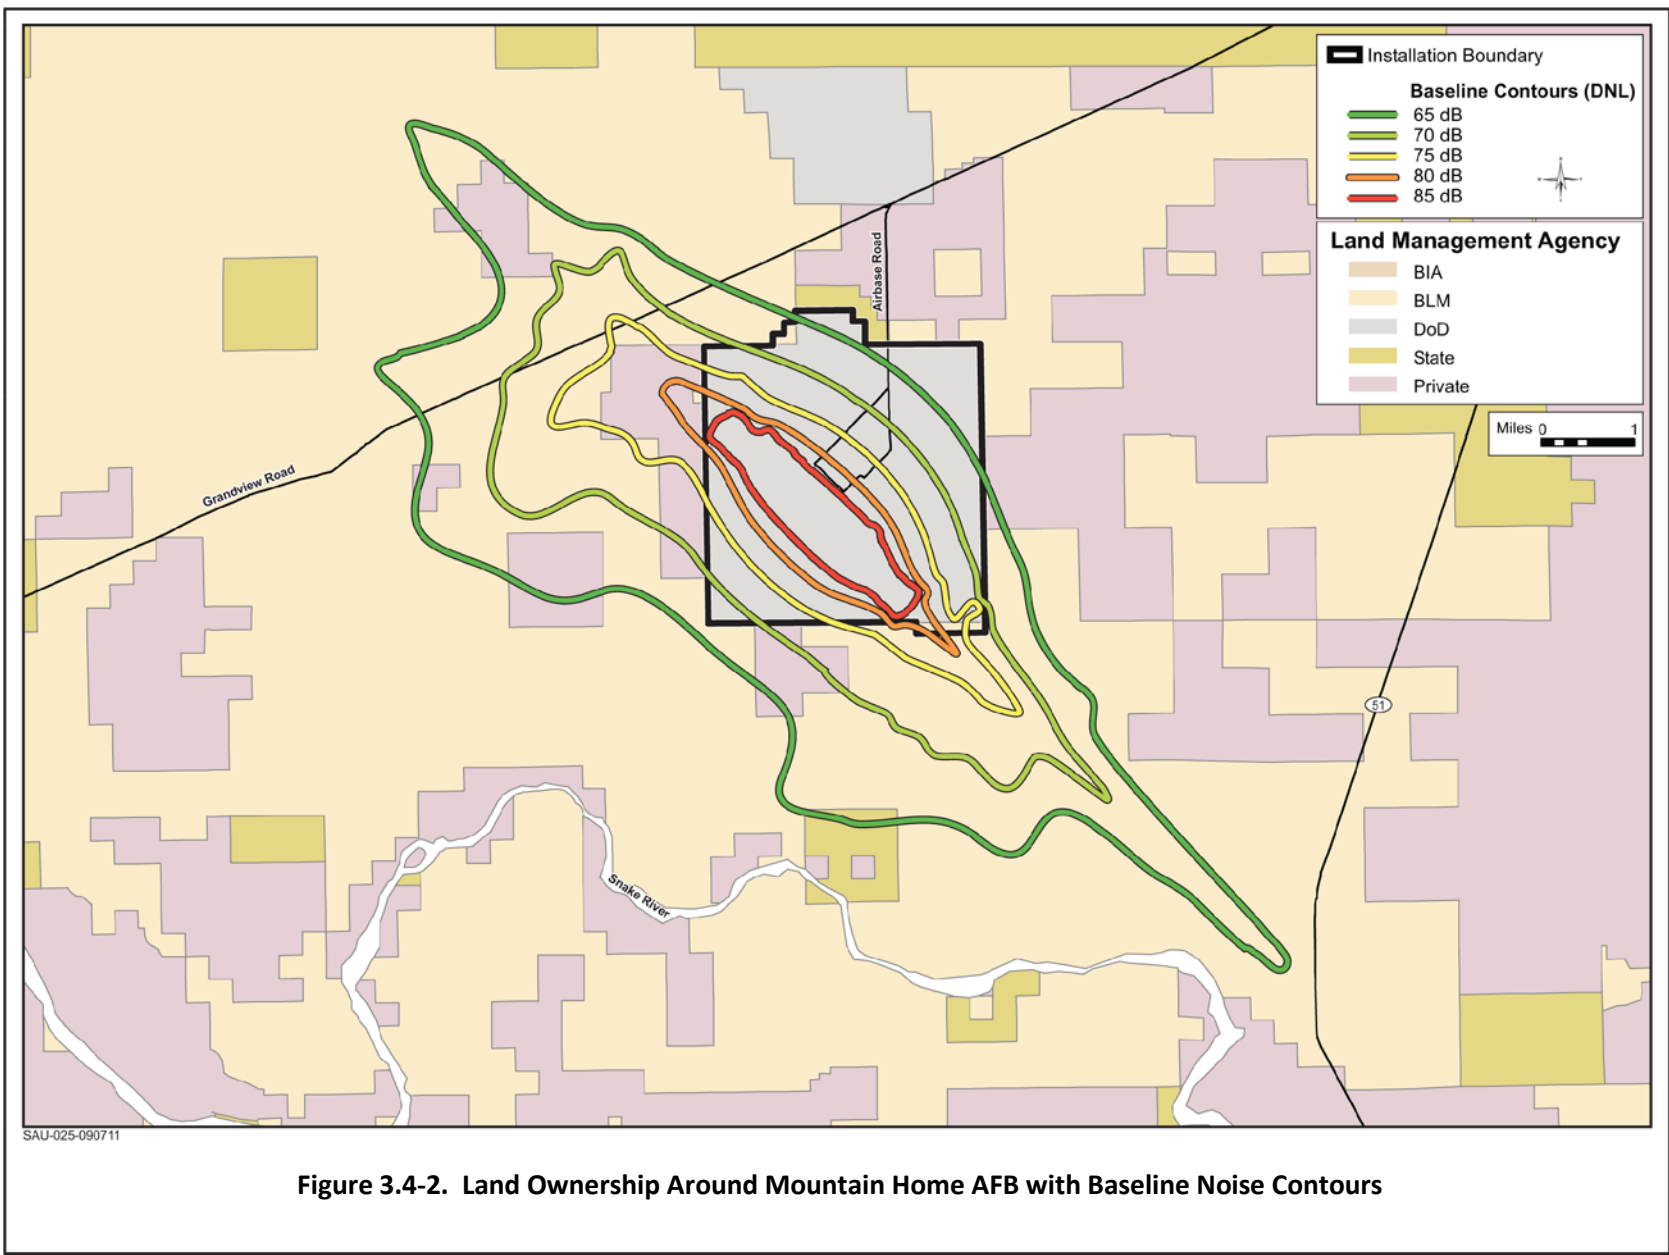 Installation Boundary
Baseline Contours (DNL)
65 dB
70 dB
75 dB
80 dB
85 dB
Land Management Agency
BIA
BLM
DoD
State
Private
Miles 0 1
Airbase Road
Grandview Road
51
Snake River
SAU-025-090711
Figure 3.4-2. Land Ownership Around Mountain Home AFB with Baseline Noise Contours